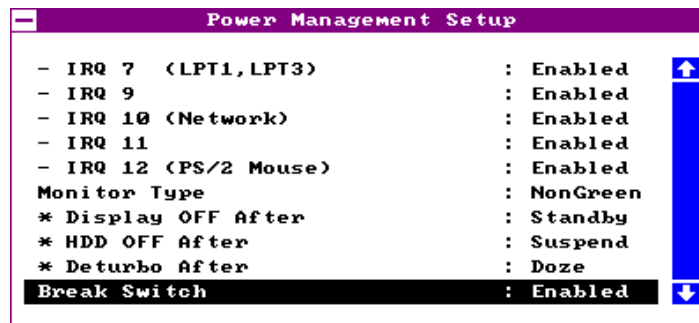 Power Management Setup
- IRQ 7 (LPT1,LPT3) : Enabled
- IRQ 9 : Enabled
- IRQ 10 (Network) : Enabled
- IRQ 11 : Enabled
- IRQ 12 (PS/2 Mouse) : Enabled
Monitor Type : NonGreen
* Display OFF After : Standby
* HDD OFF After : Suspend
* Deturbo After : Doze
Break Switch : Enabled